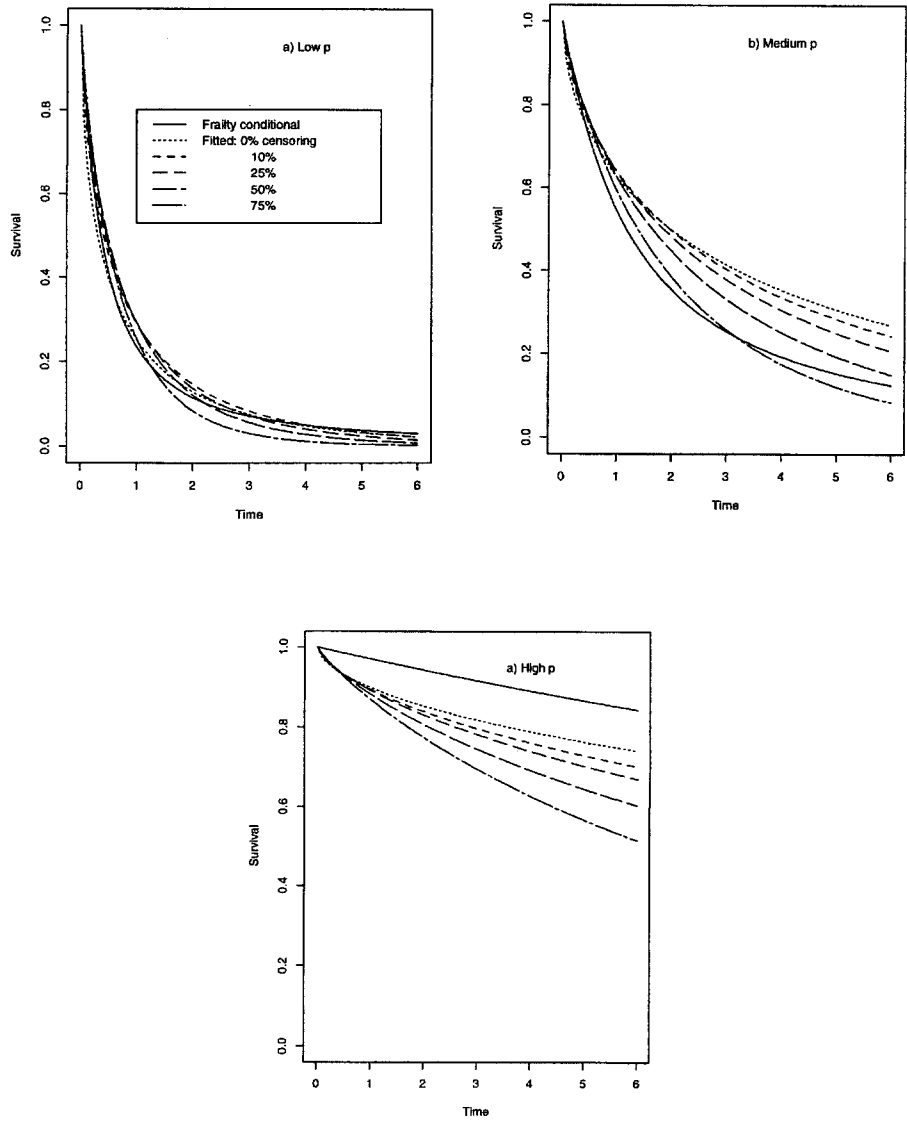 a) Low p
Frailty conditional
Fitted: 0% censoring
10%
25%
50%
75%
Survival
1.0
0.8
0.6
0.4
0.2
0.0
0 1 2 3 4 5 6
Time
b) Medium p
Survival
1.0
0.8
0.6
0.4
0.2
0.0
0 1 2 3 4 5 6
Time
a) High p
Survival
1.0
0.8
0.6
0.4
0.2
0.0
0 1 2 3 4 5 6
Time